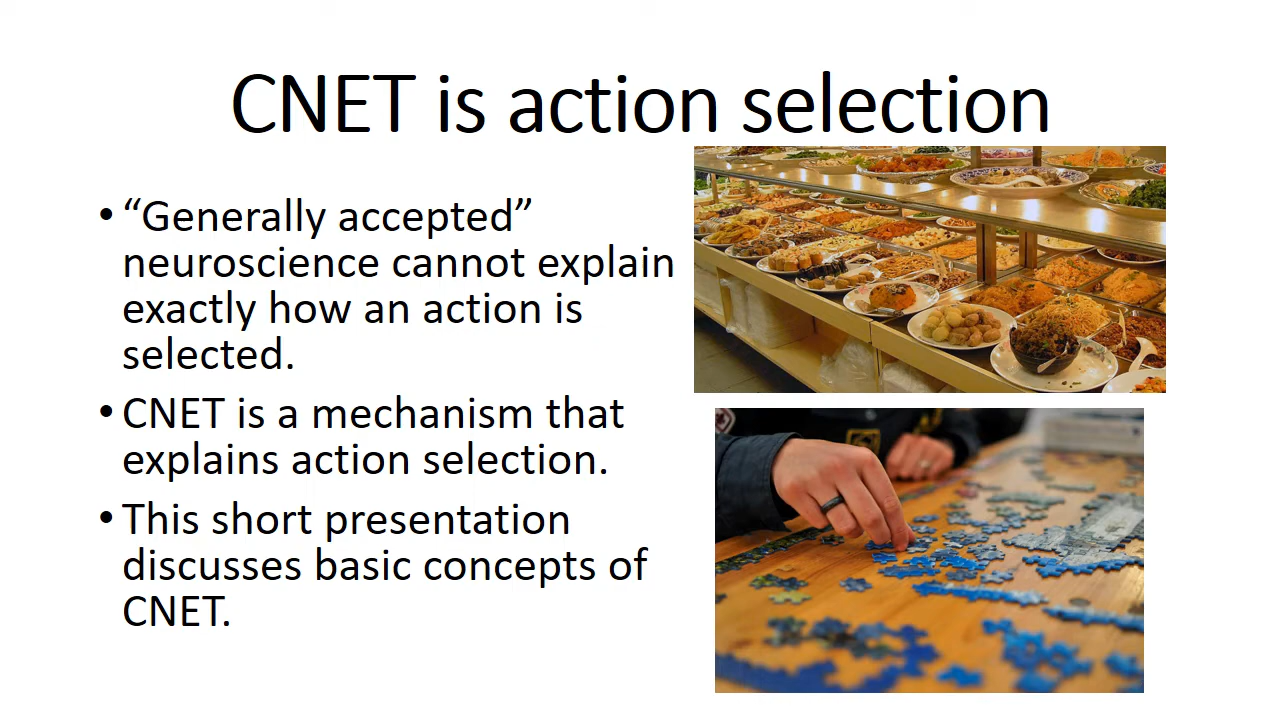 CNET is action selection
• “Generally accepted”
neuroscience cannot explain
exactly how an action is
selected.
• CNET is a mechanism that
explains action selection.
• This short presentation
discusses basic concepts of
CNET.